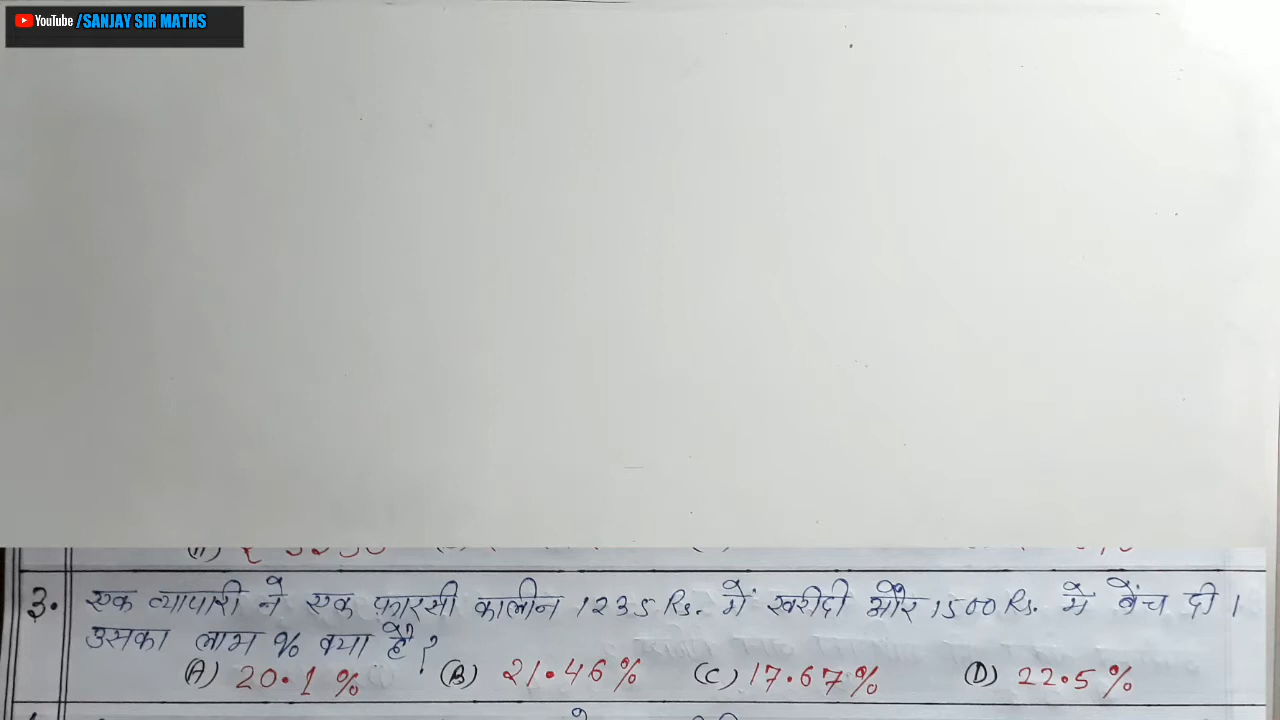 YouTube /SANJAY SIR MATHS
3. एक व्यापारी ने एक फ़ारसी कालीन 1235 Rs. में खरीदी और 1500 Rs. में बेंच दी ।
उसका लाभ % क्या है ?
(A) 20.1 % (B) 21.46 % (C) 17.67 % (D) 22.5 %